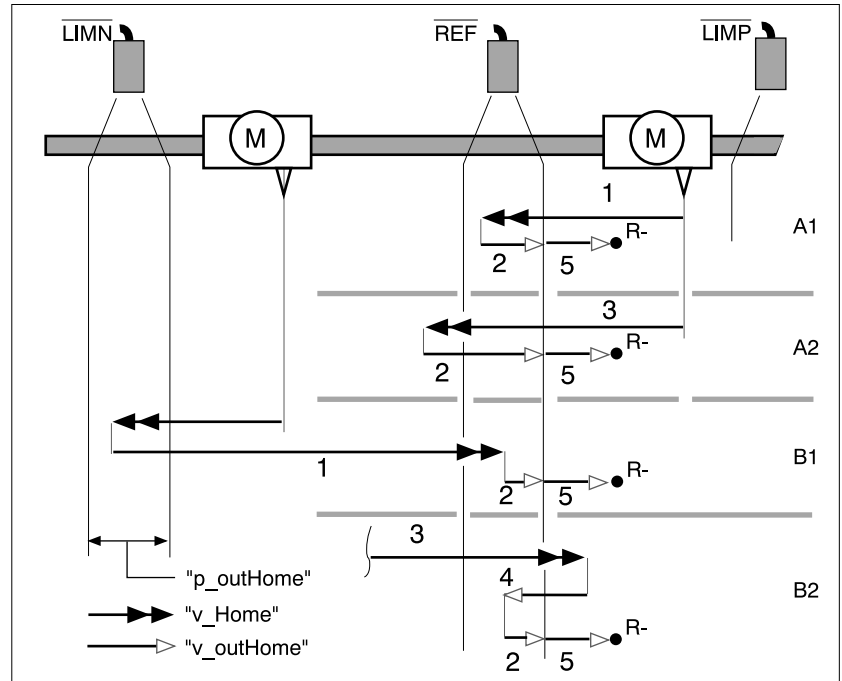 LIMN REF LIMP
M M
1
A1
R-
2 5
3
A2
R-
2 5
1
B1
R-
2 5
3
"p_outHome"
4
B2
"v_Home"
R-
"v_outHome"
2 5